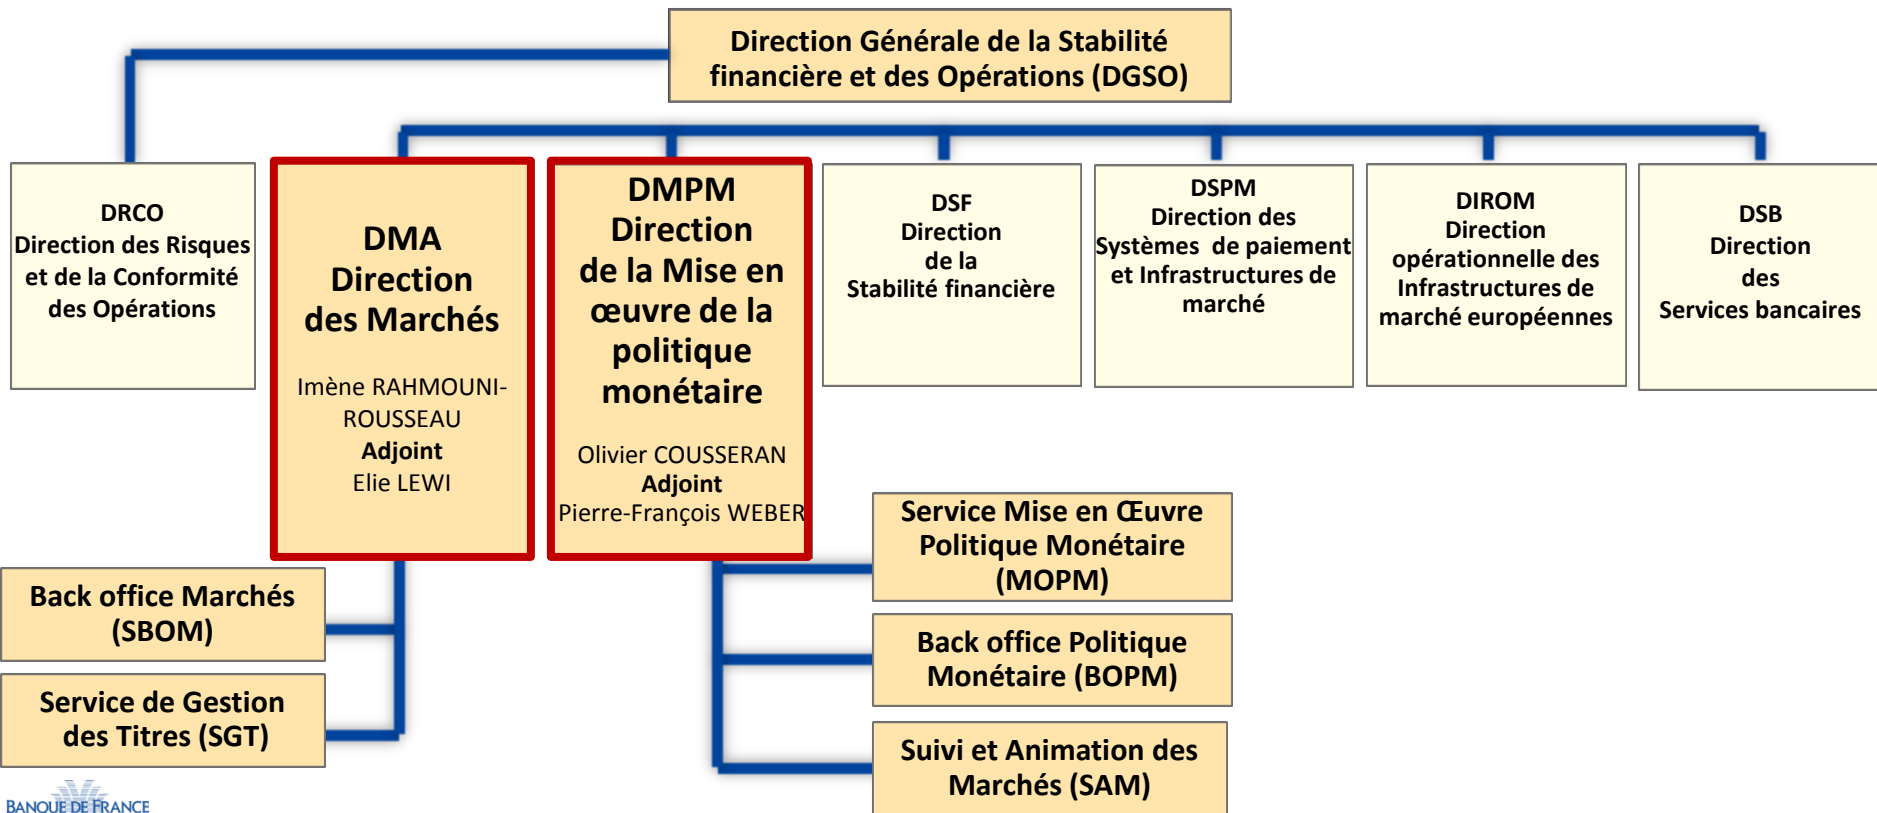 Direction Générale de la Stabilité
financière et des Opérations (DGSO)
DRCO
Direction des Risques
et de la Conformité
des Opérations
DMA
Direction
des Marchés
Imène RAHMOUNI-
ROUSSEAU
Adjoint
Elie LEWI
DMPM
Direction
de la Mise en
œuvre de la
politique
monétaire
Olivier COUSSERAN
Adjoint
Pierre-François WEBER
DSF
Direction
de la
Stabilité financière
DSPM
Direction des
Systèmes de paiement
et Infrastructures de
marché
DIROM
Direction
opérationnelle des
Infrastructures de
marché européennes
DSB
Direction
des
Services bancaires
Back office Marchés
(SBOM)
Service de Gestion
des Titres (SGT)
Service Mise en Œuvre
Politique Monétaire
(MOPM)
Back office Politique
Monétaire (BOPM)
Suivi et Animation des
Marchés (SAM)
BANQUE DE FRANCE